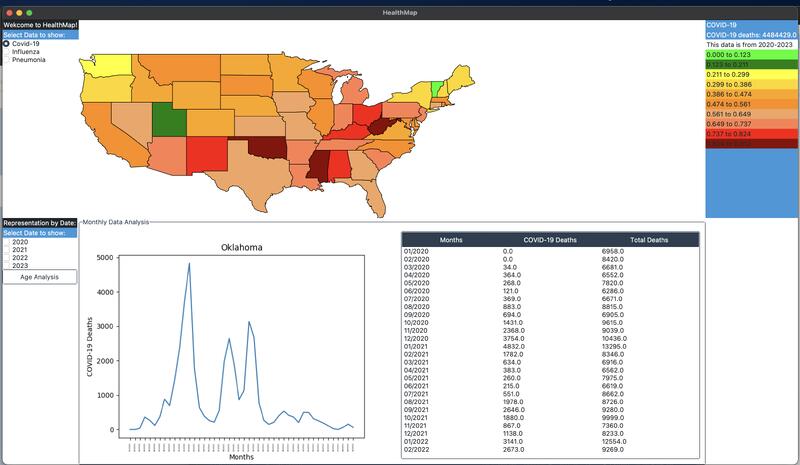 HealthMap
Welcome to HealthMap!
Select Data to show:
Covid-19
Influenza
Pneumonia
COVID-19
COVID-19 deaths: 4484429.0
This data is from 2020-2023
0.000 to 0.123
0.123 to 0.211
0.211 to 0.299
0.299 to 0.386
0.386 to 0.474
0.474 to 0.561
0.561 to 0.649
0.649 to 0.737
0.737 to 0.824
Representation by Date:
Select Date to show:
2020
2021
2022
2023
Age Analysis
Monthly Data Analysis
Oklahoma
COVID-19 Deaths
5000
4000
3000
2000
1000
0
Months
Months COVID-19 Deaths Total Deaths
01/2020 0.0 6958.0
02/2020 0.0 8420.0
03/2020 34.0 6681.0
04/2020 364.0 6552.0
05/2020 268.0 7820.0
06/2020 121.0 6286.0
07/2020 369.0 6671.0
08/2020 883.0 8815.0
09/2020 694.0 6905.0
10/2020 1431.0 9615.0
11/2020 2368.0 9039.0
12/2020 3754.0 10436.0
01/2021 4832.0 13295.0
02/2021 1782.0 8346.0
03/2021 634.0 6916.0
04/2021 383.0 6562.0
05/2021 260.0 7975.0
06/2021 215.0 6619.0
07/2021 551.0 8662.0
08/2021 1978.0 8726.0
09/2021 2646.0 9280.0
10/2021 1880.0 9999.0
11/2021 867.0 7360.0
12/2021 1138.0 8233.0
01/2022 3141.0 12554.0
02/2022 2673.0 9269.0